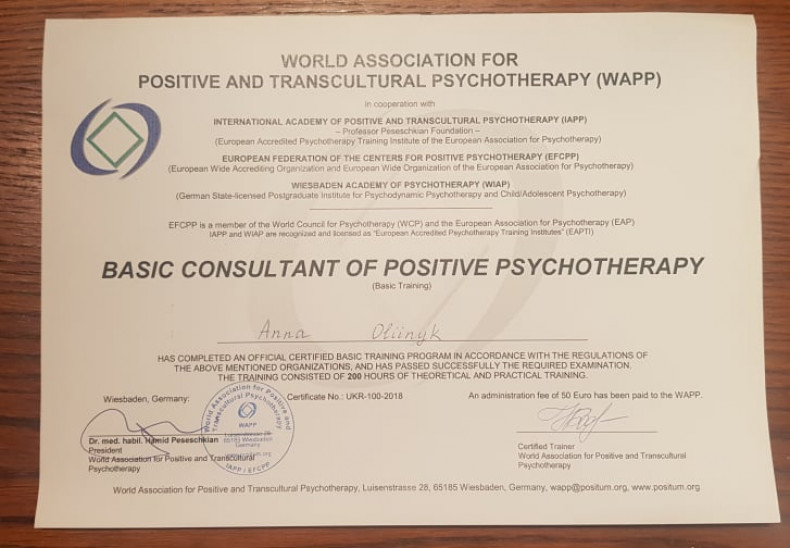 WORLD ASSOCIATION FOR
POSITIVE AND TRANSCULTURAL PSYCHOTHERAPY (WAPP)
in cooperation with
INTERNATIONAL ACADEMY OF POSITIVE AND TRANSCULTURAL PSYCHOTHERAPY (IAPP)
– Professor Peseschkian Foundation –
(European Accredited Psychotherapy Training Institute of the European Association for Psychotherapy)
EUROPEAN FEDERATION OF THE CENTERS FOR POSITIVE PSYCHOTHERAPY (EFCPP)
(European Wide Accrediting Organization and European Wide Organization of the European Association for Psychotherapy)
WIESBADEN ACADEMY OF PSYCHOTHERAPY (WIAP)
(German State-licensed Postgraduate Institute for Psychodynamic Psychotherapy and Child/Adolescent Psychotherapy)
EFCPP is a member of the World Council for Psychotherapy (WCP) and the European Association for Psychotherapy (EAP)
IAPP and WIAP are recognized and licensed as "European Accredited Psychotherapy Training Institutes" (EAPTI)
BASIC CONSULTANT OF POSITIVE PSYCHOTHERAPY
(Basic Training)
Anna Oliinyk
HAS COMPLETED AN OFFICIAL CERTIFIED BASIC TRAINING PROGRAM IN ACCORDANCE WITH THE REGULATIONS OF
THE ABOVE MENTIONED ORGANIZATIONS, AND HAS PASSED SUCCESSFULLY THE REQUIRED EXAMINATION.
THE TRAINING CONSISTED OF 200 HOURS OF THEORETICAL AND PRACTICAL TRAINING.
Wiesbaden, Germany: Certificate No.: UKR-100-2018 An administration fee of 50 Euro has been paid to the WAPP.
World Association for Positive and
Transcultural Psychotherapy
WAPP
65185 Wiesbaden
Germany
IAPP / EFCPP
Dr. med. habil. Hamid Peseschkian
President
World Association for Positive and Transcultural
Psychotherapy
Certified Trainer
World Association for Positive and Transcultural
Psychotherapy
World Association for Positive and Transcultural Psychotherapy, Luisenstrasse 28, 65185 Wiesbaden, Germany, wapp@positum.org, www.positum.org